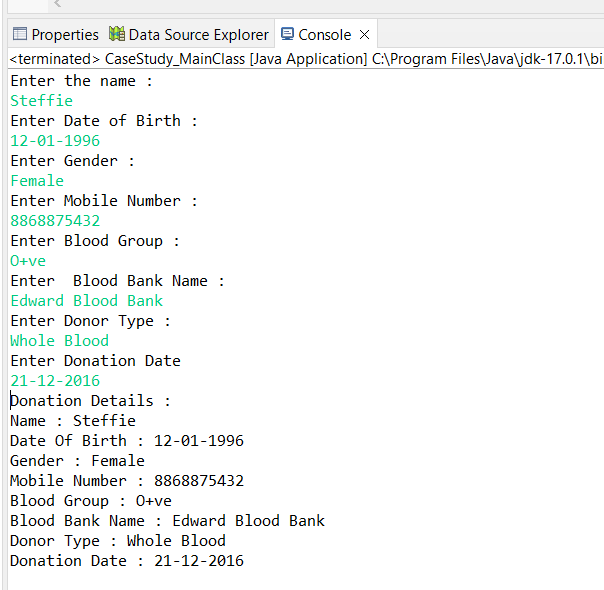 Properties Data Source Explorer Console
<terminated> CaseStudy_MainClass [Java Application] C:\Program Files\Java\jdk-17.0.1\bi
Enter the name :
Steffie
Enter Date of Birth :
12-01-1996
Enter Gender :
Female
Enter Mobile Number :
8868875432
Enter Blood Group :
O+ve
Enter  Blood Bank Name :
Edward Blood Bank
Enter Donor Type :
Whole Blood
Enter Donation Date
21-12-2016
Donation Details :
Name : Steffie
Date Of Birth : 12-01-1996
Gender : Female
Mobile Number : 8868875432
Blood Group : O+ve
Blood Bank Name : Edward Blood Bank
Donor Type : Whole Blood
Donation Date : 21-12-2016